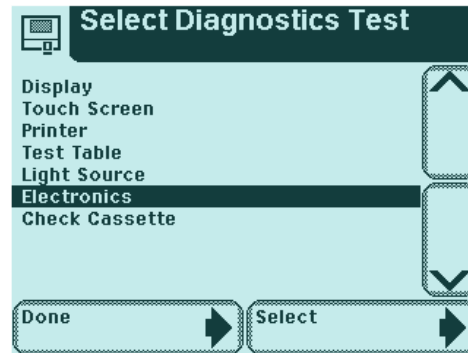 Select Diagnostics Test
Display
Touch Screen
Printer
Test Table
Light Source
Electronics
Check Cassette
Done
Select